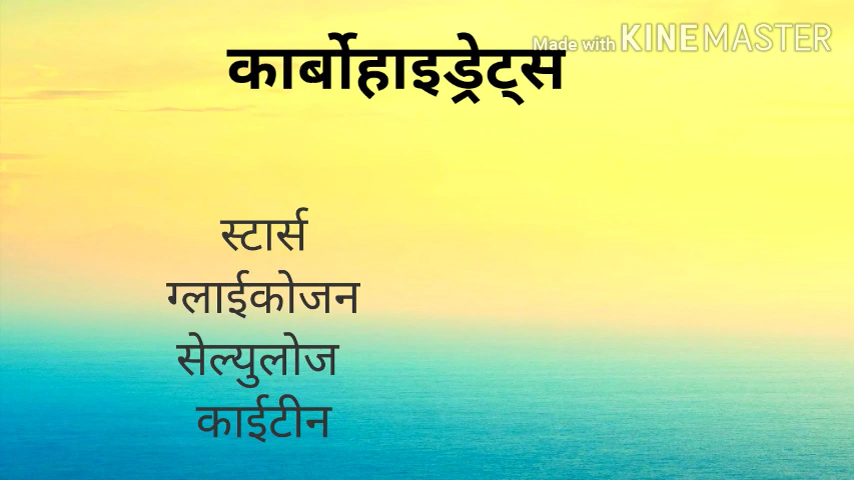 Made with KINEMASTER
कार्बोहाइड्रेट्स
स्टार्स
ग्लाईकोजन
सेल्युलोज
काईटीन